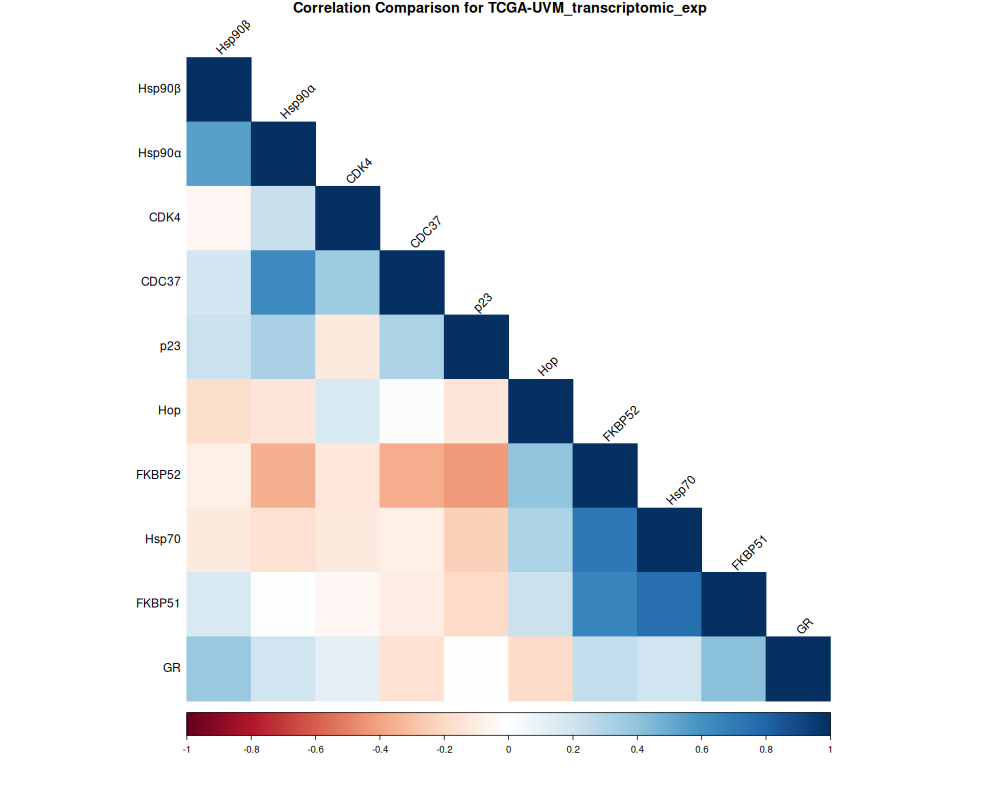 Correlation Comparison for TCGA-UVM_transcriptomic_exp
Hsp90β
Hsp90β
Hsp90α
Hsp90α
CDK4
CDK4
CDC37
CDC37
p23
p23
Hop
Hop
FKBP52
FKBP52
Hsp70
Hsp70
FKBP51
FKBP51
GR
GR
-1 -0.8 -0.6 -0.4 -0.2 0 0.2 0.4 0.6 0.8 1